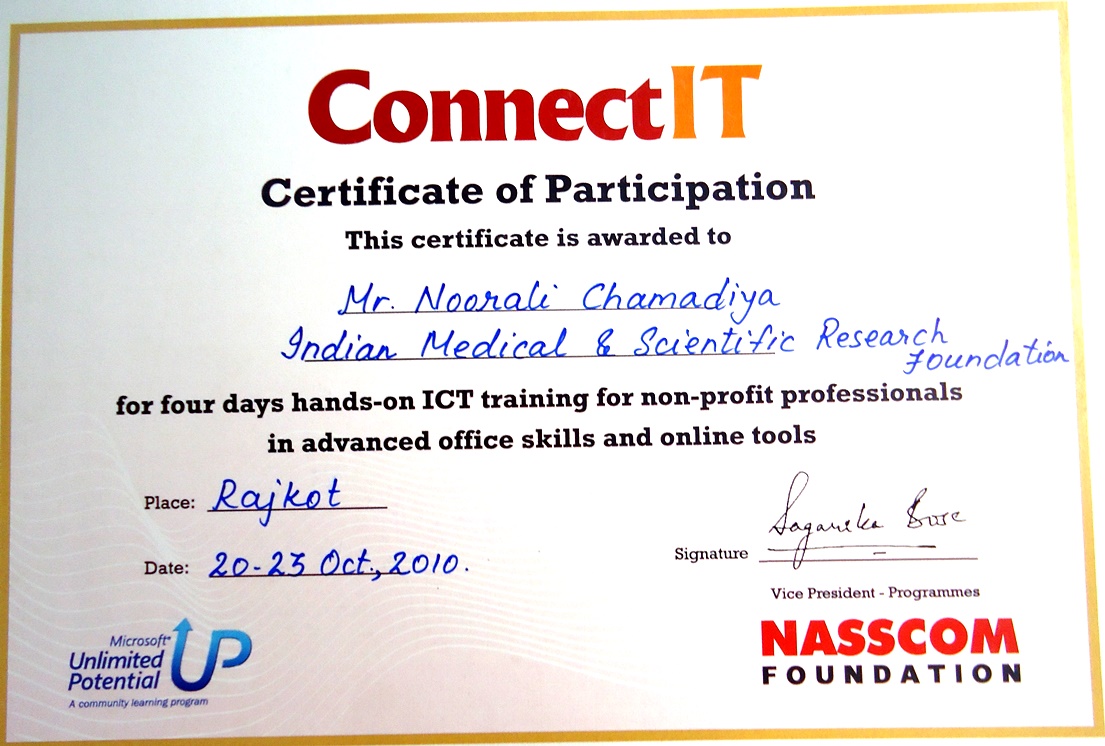 ConnectIT
Certificate of Participation
This certificate is awarded to
Mr. Noorali Chamadiya
Indian Medical & Scientific Research
Foundation
for four days hands-on ICT training for non-profit professionals
in advanced office skills and online tools
Place: Rajkot
Date: 20-23 Oct., 2010.
Signature
Vice President - Programmes
Microsoft®
Unlimited
Potential
UP
A community learning program
NASSCOM
FOUNDATION